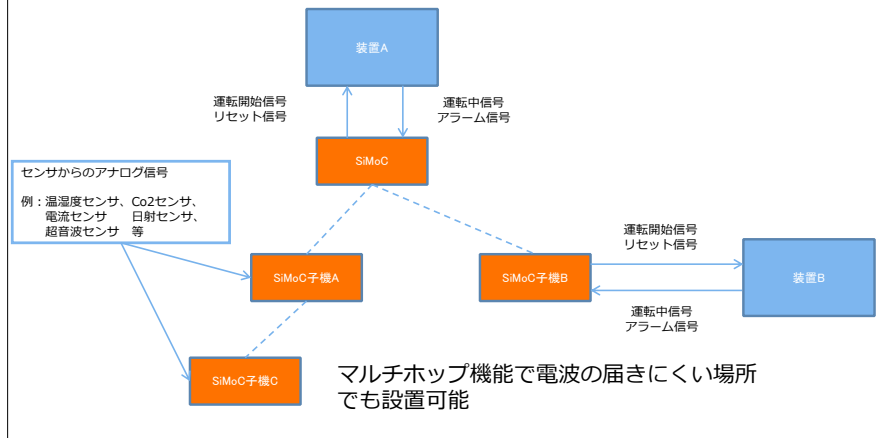 装置A
運転開始信号
リセット信号
運転中信号
アラーム信号
SiMoC
センサからのアナログ信号
例：温湿度センサ、Co2センサ、
電流センサ　日射センサ、
超音波センサ　等
運転開始信号
リセット信号
SiMoC子機A
SiMoC子機B
装置B
運転中信号
アラーム信号
SiMoC子機C
マルチホップ機能で電波の届きにくい場所
でも設置可能